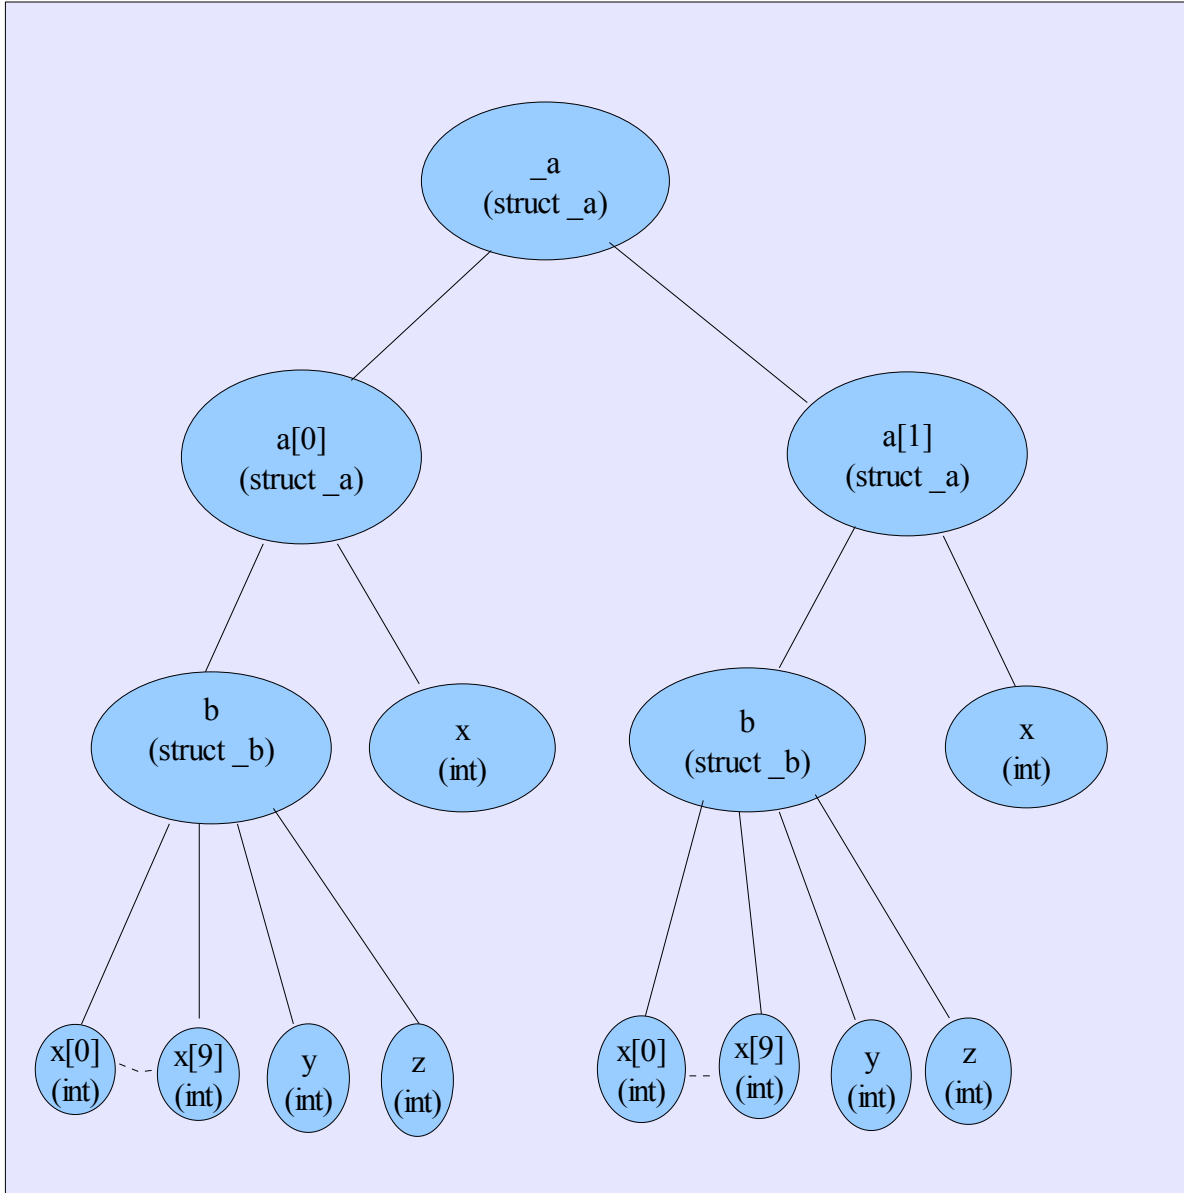 _a
(struct _a)
a[0]
(struct _a)
a[1]
(struct _a)
b
(struct _b)
x
(int)
b
(struct _b)
x
(int)
x[0]
(int)
x[9]
(int)
y
(int)
z
(int)
x[0]
(int)
x[9]
(int)
y
(int)
z
(int)